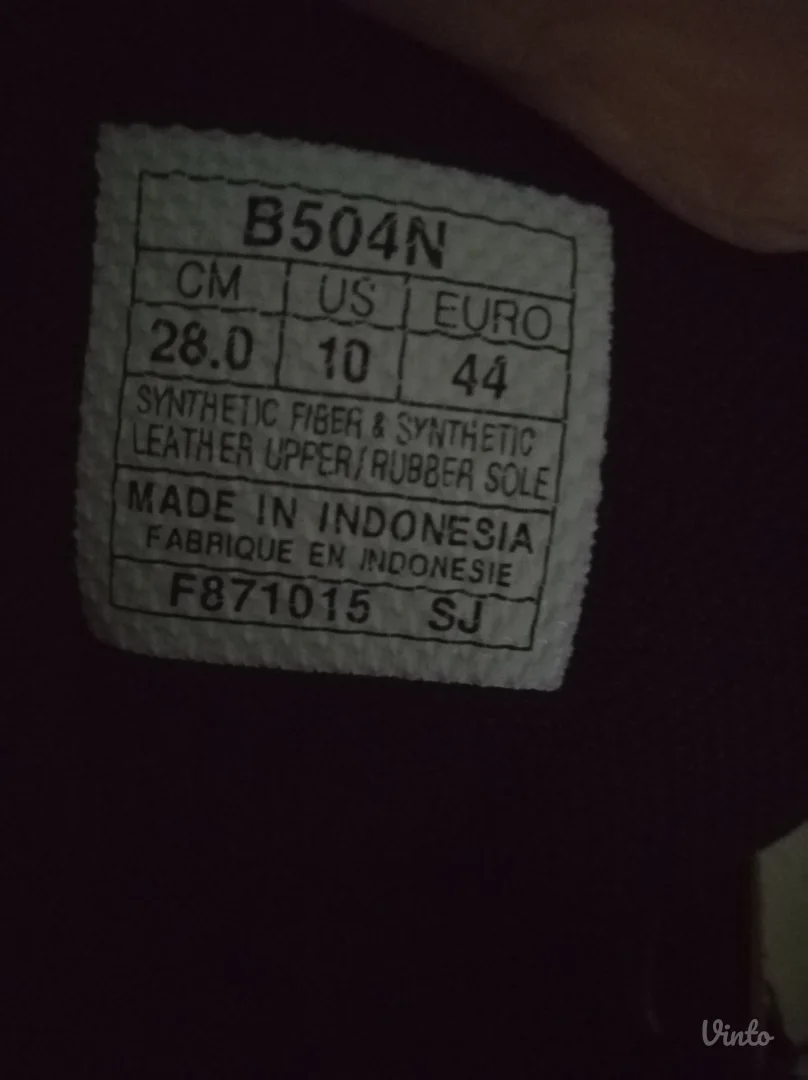 B504N
CM US EURO
28.0 10 44
SYNTHETIC FIBER & SYNTHETIC
LEATHER UPPER/RUBBER SOLE
MADE IN INDONESIA
FABRIQUE EN INDONESIE
F871015 SJ
Vinto